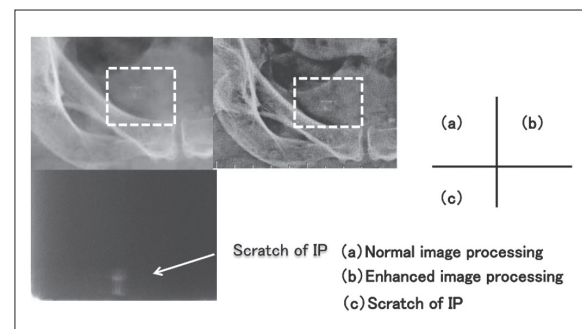 (a)
(b)
(c)
Scratch of IP
(a)Normal image processing
(b)Enhanced image processing
(c)Scratch of IP